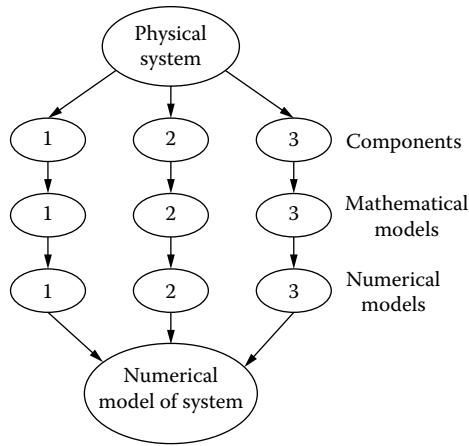 Physical
system
1 2 3 Components
1 2 3 Mathematical
models
1 2 3 Numerical
models
Numerical
model of system